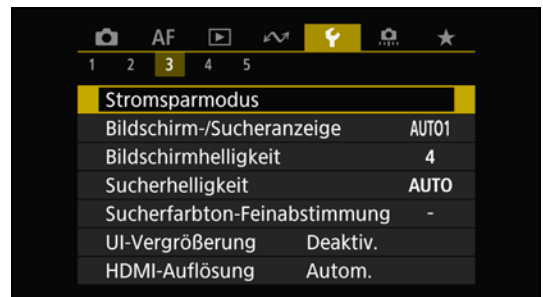 AF
1 2 3 4 5
Stromsparmodus
Bildschirm-/Sucheranzeige AUTO1
Bildschirmhelligkeit 4
Sucherhelligkeit AUTO
Sucherfarbton-Feinabstimmung -
UI-Vergrößerung Deaktiv.
HDMI-Auflösung Autom.